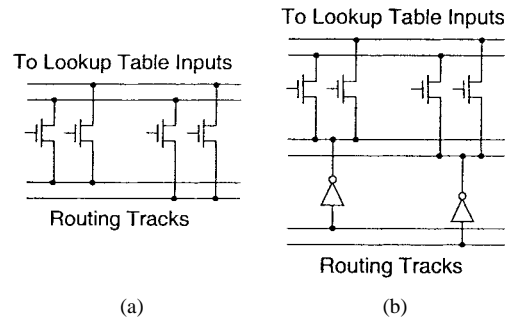 To Lookup Table Inputs
Routing Tracks
(a)
To Lookup Table Inputs
Routing Tracks
(b)